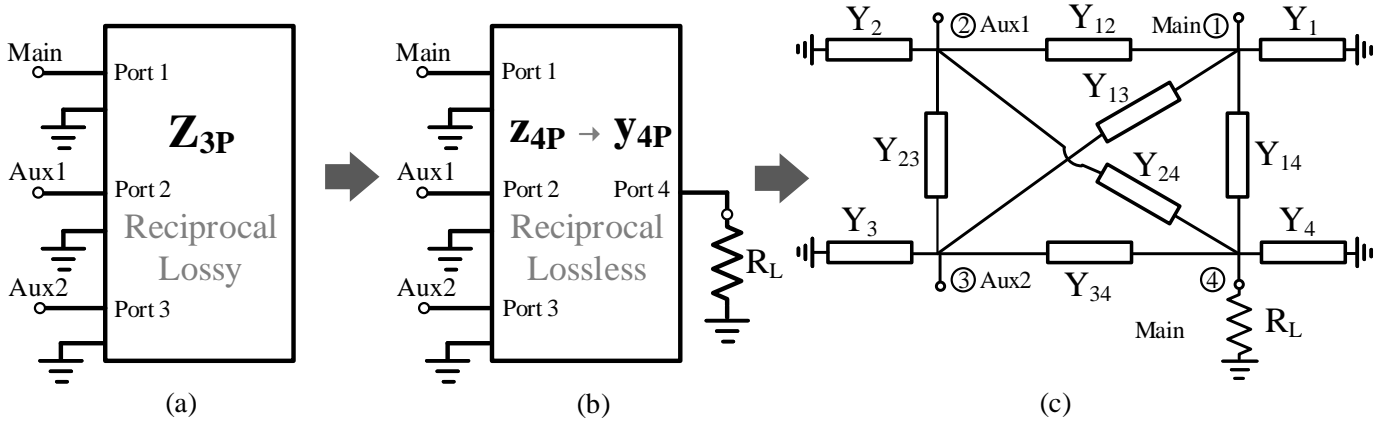 Main
Port 1
Z3P
Aux1
Port 2
Reciprocal
Lossy
Aux2
Port 3
(a)
Main
Port 1
z4P → y4P
Aux1
Port 2
Port 4
Reciprocal
Lossless
RL
Aux2
Port 3
(b)
Y2
② Aux1
Y12
Main ①
Y1
Y13
Y23
Y24
Y14
Y3
Y4
③ Aux2
Y34
④
Main
RL
(c)